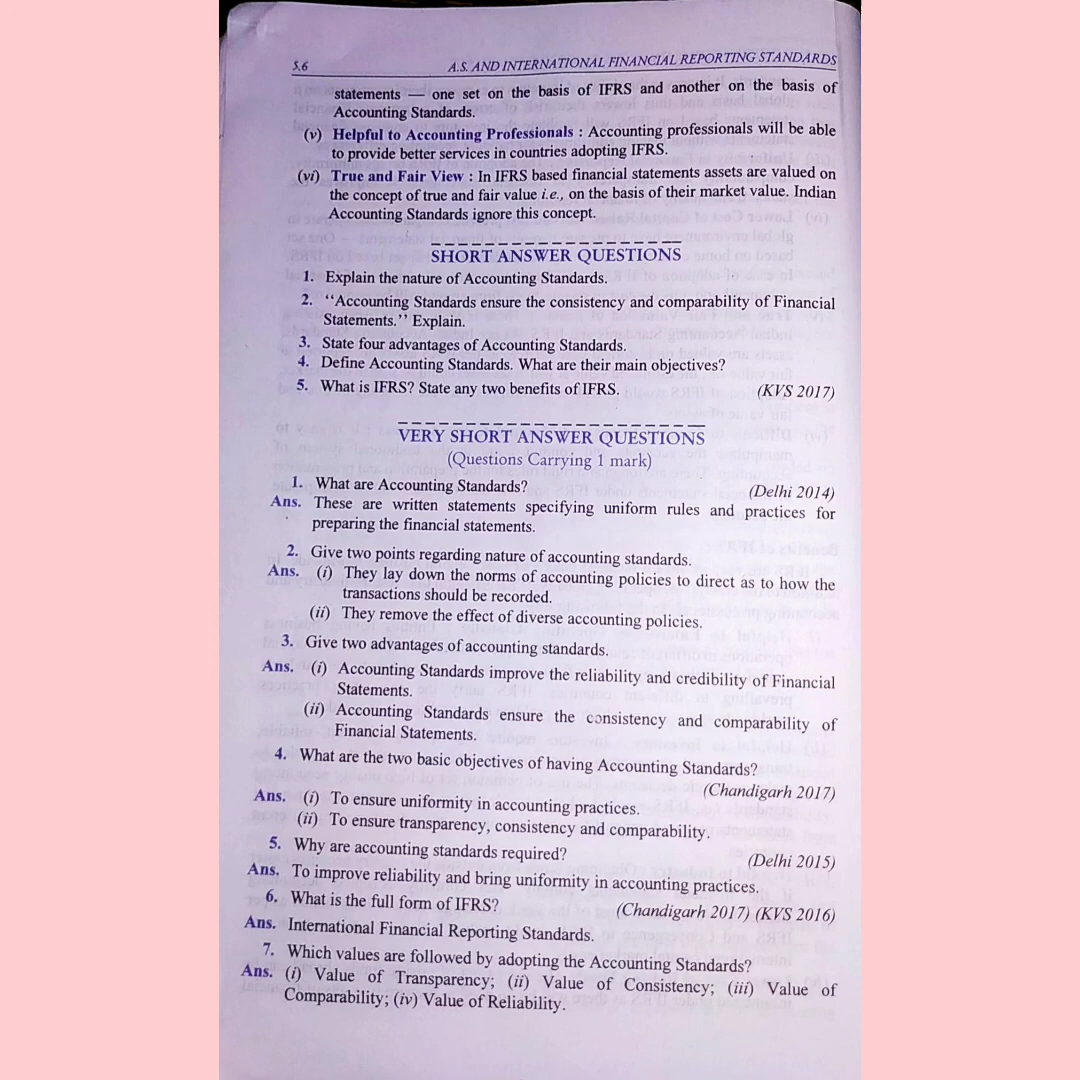 5.6 A.S. AND INTERNATIONAL FINANCIAL REPORTING STANDARDS
statements — one set on the basis of IFRS and another on the basis of
Accounting Standards.
(v) Helpful to Accounting Professionals : Accounting professionals will be able
to provide better services in countries adopting IFRS.
(vi) True and Fair View : In IFRS based financial statements assets are valued on
the concept of true and fair value i.e., on the basis of their market value. Indian
Accounting Standards ignore this concept.
SHORT ANSWER QUESTIONS
1. Explain the nature of Accounting Standards.
2. “Accounting Standards ensure the consistency and comparability of Financial
Statements.” Explain.
3. State four advantages of Accounting Standards.
4. Define Accounting Standards. What are their main objectives?
5. What is IFRS? State any two benefits of IFRS. (KVS 2017)
VERY SHORT ANSWER QUESTIONS
(Questions Carrying 1 mark)
1. What are Accounting Standards? (Delhi 2014)
Ans. These are written statements specifying uniform rules and practices for
preparing the financial statements.
2. Give two points regarding nature of accounting standards.
Ans. (i) They lay down the norms of accounting policies to direct as to how the
transactions should be recorded.
(ii) They remove the effect of diverse accounting policies.
3. Give two advantages of accounting standards.
Ans. (i) Accounting Standards improve the reliability and credibility of Financial
Statements.
(ii) Accounting Standards ensure the consistency and comparability of
Financial Statements.
4. What are the two basic objectives of having Accounting Standards?
(Chandigarh 2017)
Ans. (i) To ensure uniformity in accounting practices.
(ii) To ensure transparency, consistency and comparability.
5. Why are accounting standards required? (Delhi 2015)
Ans. To improve reliability and bring uniformity in accounting practices.
6. What is the full form of IFRS? (Chandigarh 2017) (KVS 2016)
Ans. International Financial Reporting Standards.
7. Which values are followed by adopting the Accounting Standards?
Ans. (i) Value of Transparency; (ii) Value of Consistency; (iii) Value of
Comparability; (iv) Value of Reliability.